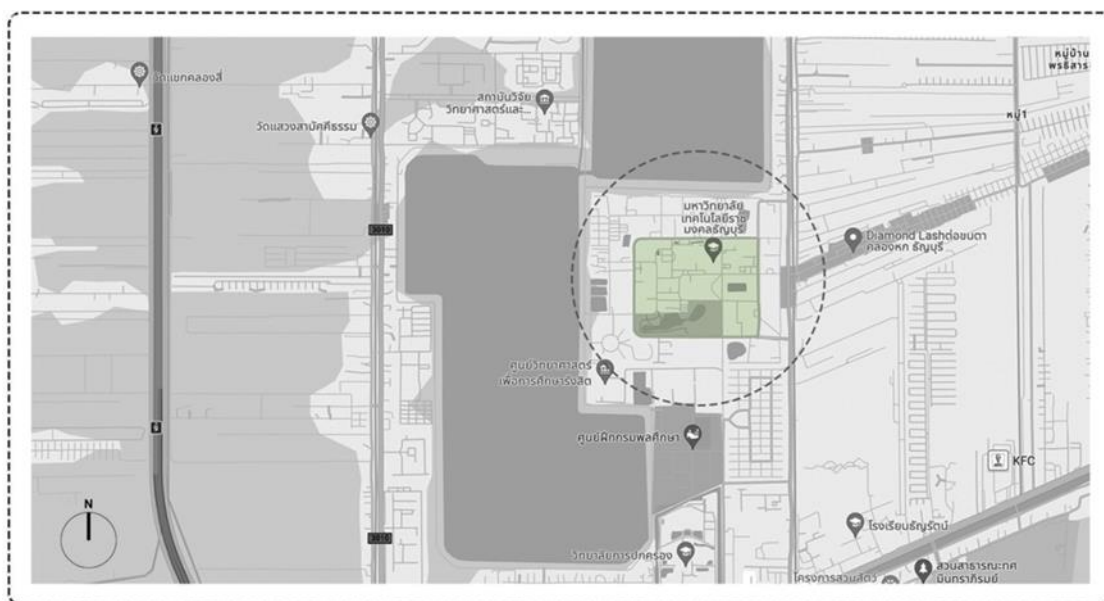 วัดแขกคลองสี่
สถาบันวิจัย
วิทยาศาสตร์และ...
วัดแสวงสามัคคีธรรม
หมู่บ้าน
พรธิสาร
หมู่1
มหาวิทยาลัย
เทคโนโลยีราช
มงคลธัญบุรี
3010
Diamond Lashต่อขนตา
คลองหก ธัญบุรี
ศูนย์วิทยาศาสตร์
เพื่อการศึกษารังสิต
ศูนย์ฝึกกรมพลศึกษา
KFC
N
โรงเรียนธัญรัตน์
3010
วิทยาลัยการปกครอง
โครงการสวนสัตว์
สวนสาธารณะทศ
มินทราภิรมย์